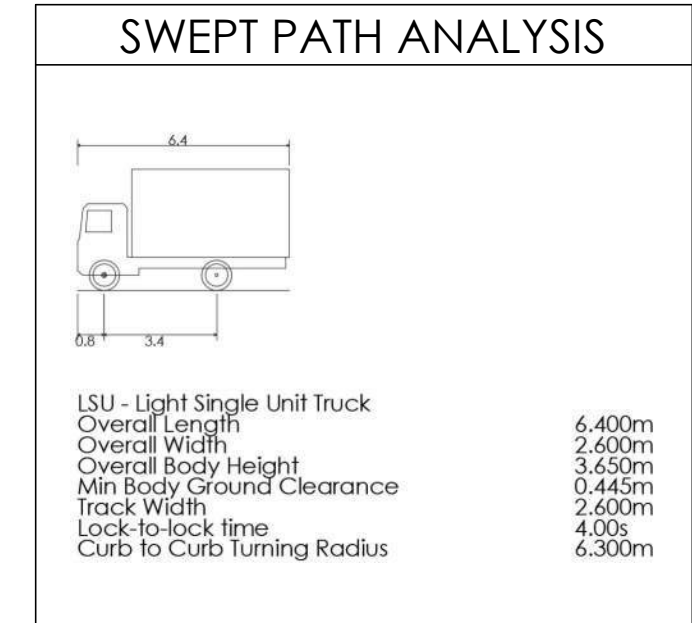 SWEPT PATH ANALYSIS
6.4
0.8 3.4
LSU - Light Single Unit Truck
Overall Length 6.400m
Overall Width 2.600m
Overall Body Height 3.650m
Min Body Ground Clearance 0.445m
Track Width 2.600m
Lock-to-lock time 4.00s
Curb to Curb Turning Radius 6.300m